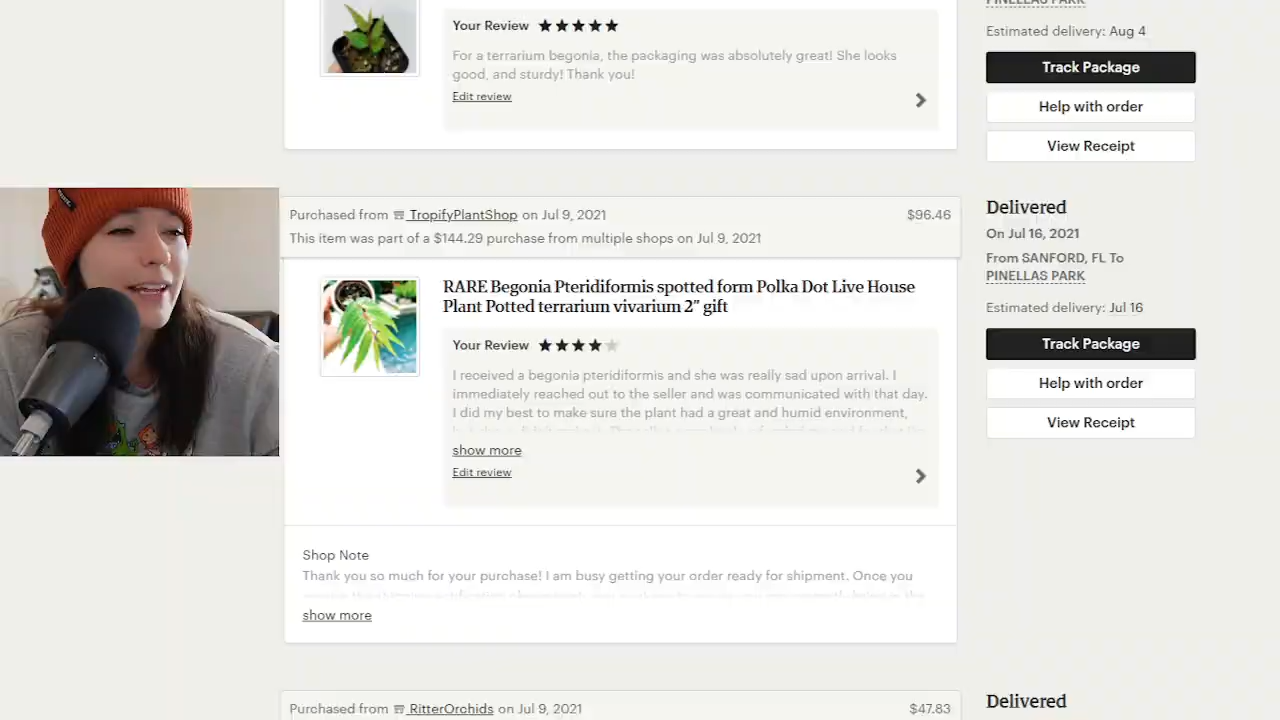 PINELLAS PARK
Your Review ★★★★★
Estimated delivery: Aug 4
For a terrarium begonia, the packaging was absolutely great! She looks
good, and sturdy! Thank you!
Edit review
Track Package
Help with order
View Receipt
Purchased from TropifyPlantShop on Jul 9, 2021
$96.46
This item was part of a $144.29 purchase from multiple shops on Jul 9, 2021
Delivered
On Jul 16, 2021
From SANFORD, FL To
PINELLAS PARK
Estimated delivery: Jul 16
RARE Begonia Pteridiformis spotted form Polka Dot Live House
Plant Potted terrarium vivarium 2" gift
Your Review ★★★★★
I received a begonia pteridiformis and she was really sad upon arrival. I
immediately reached out to the seller and was communicated with that day.
I did my best to make sure the plant had a great and humid environment,
show more
Edit review
Track Package
Help with order
View Receipt
Shop Note
Thank you so much for your purchase! I am busy getting your order ready for shipment. Once you
show more
Purchased from RitterOrchids on Jul 9, 2021
$47.83
Delivered